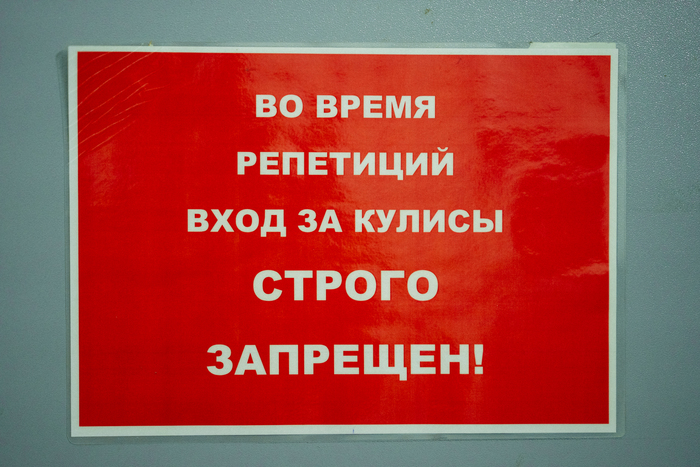 ВО ВРЕМЯ
РЕПЕТИЦИЙ
ВХОД ЗА КУЛИСЫ
СТРОГО
ЗАПРЕЩЕН!